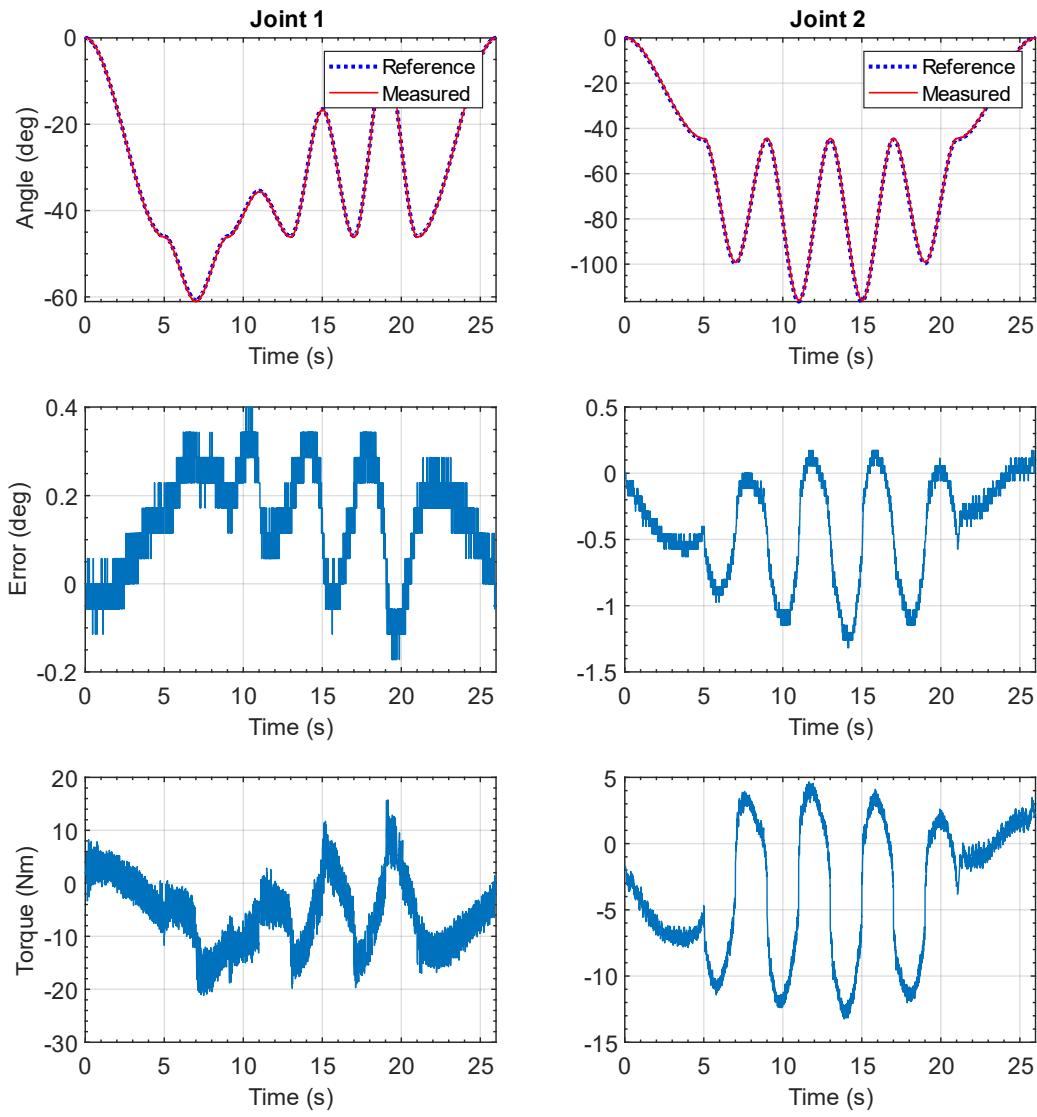 Joint 1
Joint 2
0
-20
-40
-60
Angle (deg)
Reference
Measured
0 5 10 15 20 25
Time (s)
0
-20
-40
-60
-80
-100
Reference
Measured
0 5 10 15 20 25
Time (s)
0.4
0.2
0
-0.2
Error (deg)
0 5 10 15 20 25
Time (s)
0.5
0
-0.5
-1
-1.5
0 5 10 15 20 25
Time (s)
20
10
0
-10
-20
-30
Torque (Nm)
0 5 10 15 20 25
Time (s)
5
0
-5
-10
-15
0 5 10 15 20 25
Time (s)